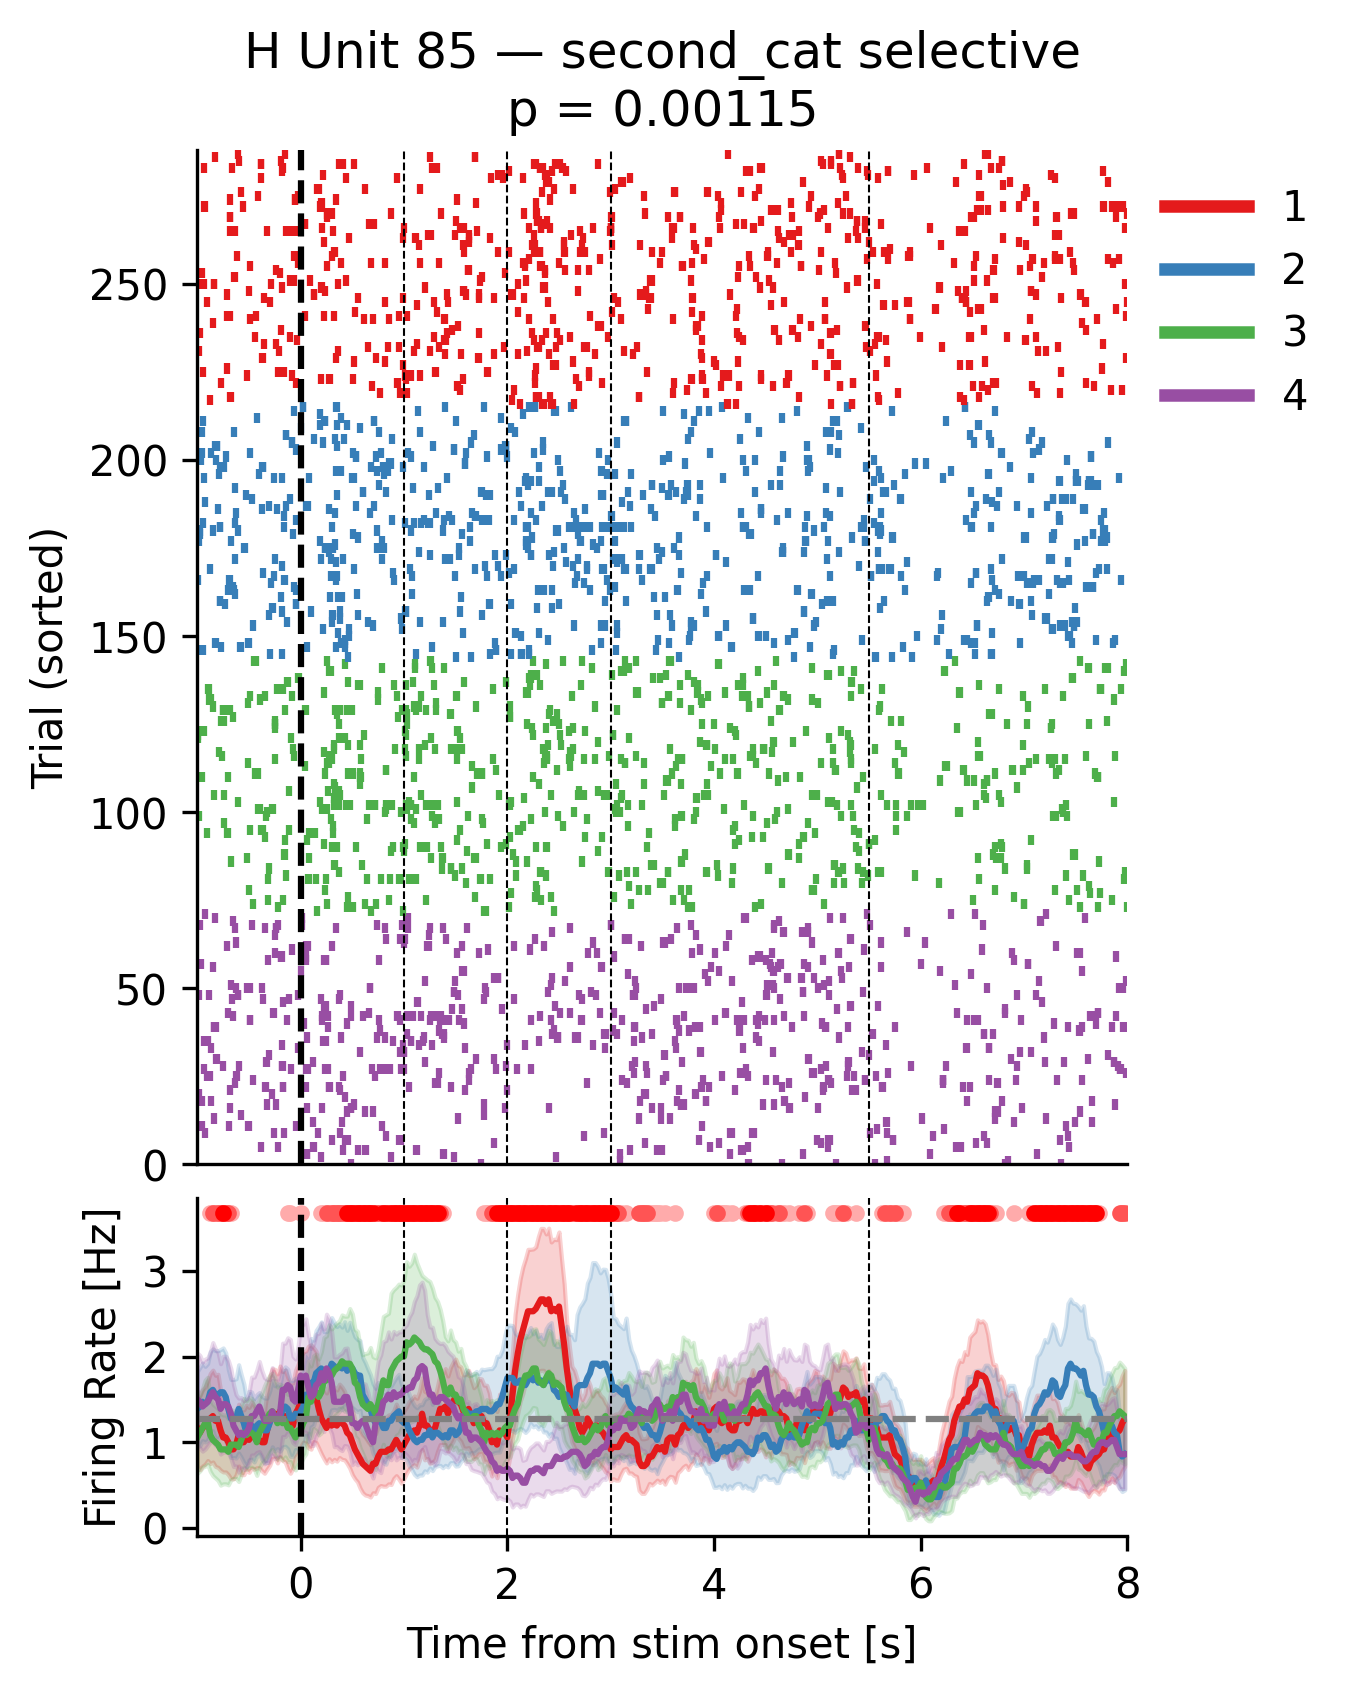 H Unit 85 — second_cat selective
p = 0.00115
1
2
3
4
250
200
150
100
50
0
Trial (sorted)
3
2
1
0
Firing Rate [Hz]
0 2 4 6 8
Time from stim onset [s]